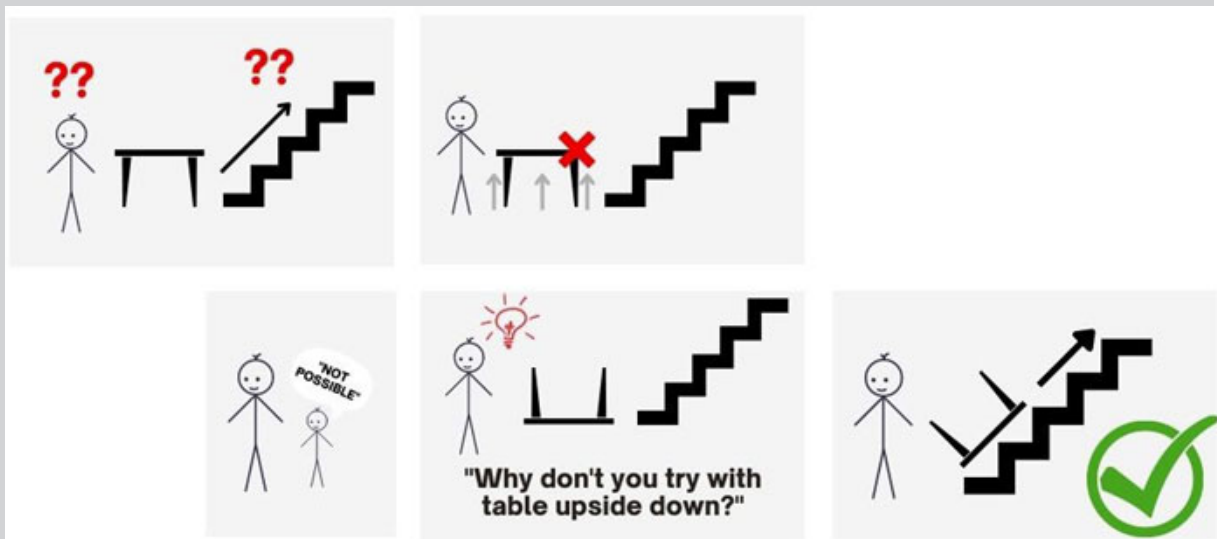 ??
??
"NOT
POSSIBLE"
"Why don't you try with
table upside down?"